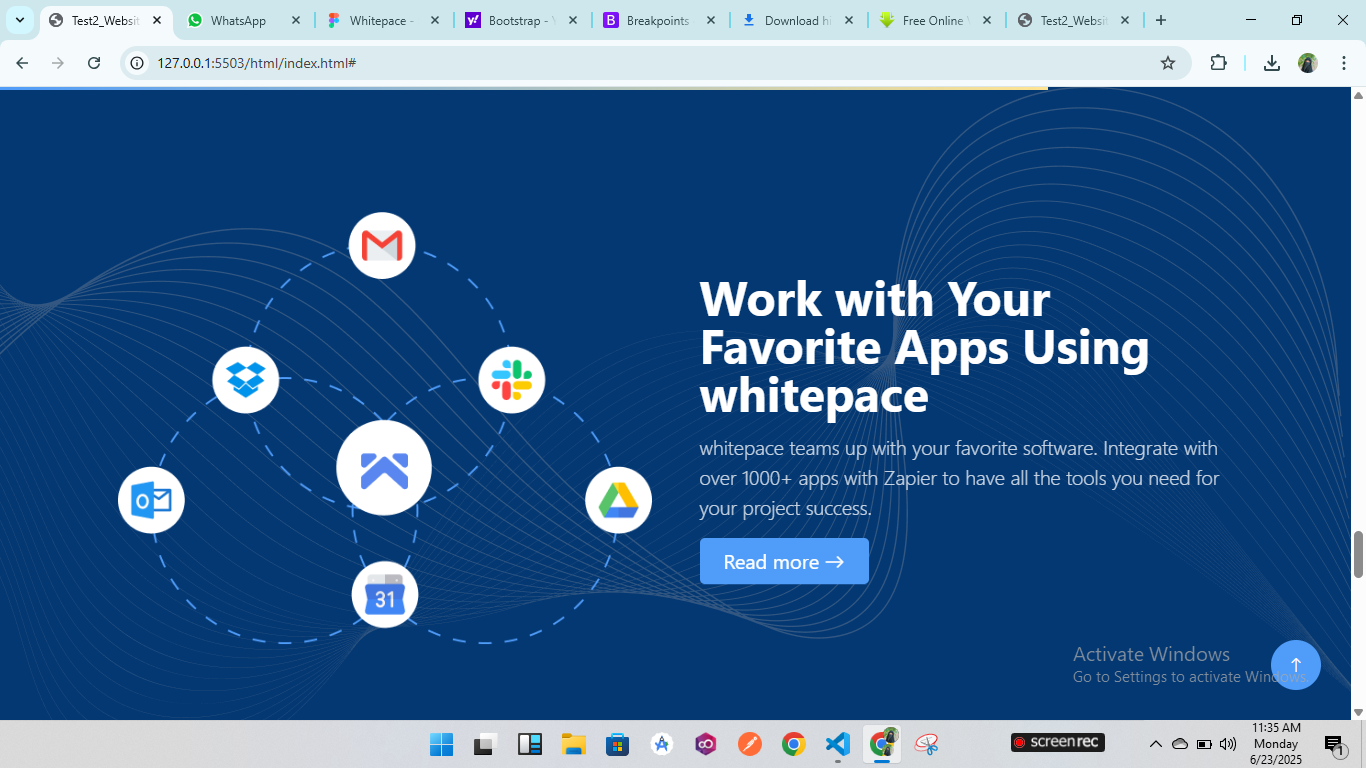 Test2_Websit
WhatsApp
Whitepace -
Bootstrap -
Breakpoints
Download hi
Free Online
Test2_Websit
127.0.0.1:5503/html/index.html#
Work with Your
Favorite Apps Using
whitepace
whitepace teams up with your favorite software. Integrate with
over 1000+ apps with Zapier to have all the tools you need for
your project success.
Read more →
31
Activate Windows
Go to Settings to activate Windows.
screenrec
11:35 AM
Monday
6/23/2025
1